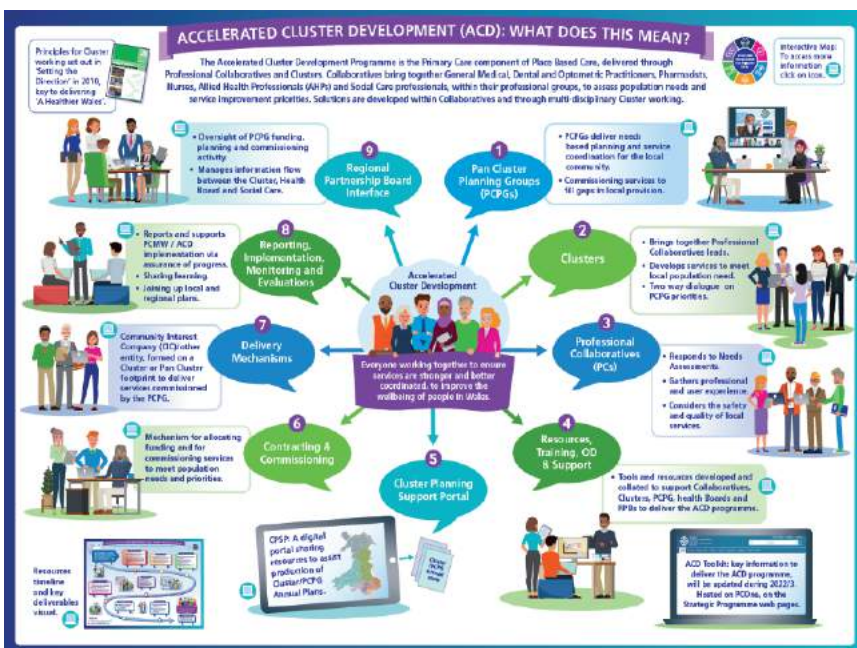 ACCELERATED CLUSTER DEVELOPMENT (ACD): WHAT DOES THIS MEAN?
Principles for Cluster
working set out in
'Setting the
Direction' in 2010,
key to delivering
'A Healthier Wales'.
The Accelerated Cluster Development Programme is the Primary Care component of Place Based Care, delivered through
Professional Collaboratives and Clusters. Collaboratives bring together General Medical, Dental and Optometric Practitioners, Pharmacists,
Nurses, Allied Health Professionals (AHPs) and Social Care professionals, within their professional groups, to assess population needs and
service improvement priorities. Solutions are developed within Collaboratives and through multi-disciplinary Cluster working.
Interactive Map:
To access more
information
click on icon.
• Oversight of PCPG funding,
planning and commissioning
activity.
• Manages information flow
between the Cluster, Health
Board and Social Care.
9
Regional
Partnership Board
Interface
1
Pan Cluster
Planning Groups
(PCPGs)
• PCPGs deliver needs
based planning and service
coordination for the local
community.
• Commissioning services to
fill gaps in local provision.
• Reports and supports
PCMW / ACD
implementation via
assurance of progress.
• Sharing learning.
• Joining up local and
regional plans.
8
Reporting,
Implementation,
Monitoring and
Evaluations
Accelerated
Cluster Development
2
Clusters
• Brings together Professional
Collaboratives leads.
• Develops services to meet
local population need.
• Two way dialogue on
PCPG priorities.
Community Interest
Company (CIC)/other
entity, formed on a
Cluster or Pan Cluster
footprint to deliver
services commissioned
by the PCPG.
7
Delivery
Mechanisms
Everyone working together to ensure
services are stronger and better
coordinated, to improve the
wellbeing of people in Wales.
3
Professional
Collaboratives
(PCs)
• Responds to Needs
Assessments.
• Gathers professional
and user experience.
• Considers the safety
and quality of local
services.
Mechanism for allocating
funding and for
commissioning services
to meet population
needs and priorities.
6
Contracting &
Commissioning
5
Cluster Planning
Support Portal
4
Resources,
Training, OD
& Support
• Tools and resources developed and
collated to support Collaboratives,
Clusters, PCPG, health Boards and
RPBs to deliver the ACD programme.
Resources
timeline
and key
deliverables
visual.
CPSP: A digital
portal sharing
resources to assist
production of
Cluster/PCPG
Annual Plans.
ACD Toolkit: key information to
deliver the ACD programme,
will be updated during 2022/3.
Hosted on PCOne, on the
Strategic Programme web pages.